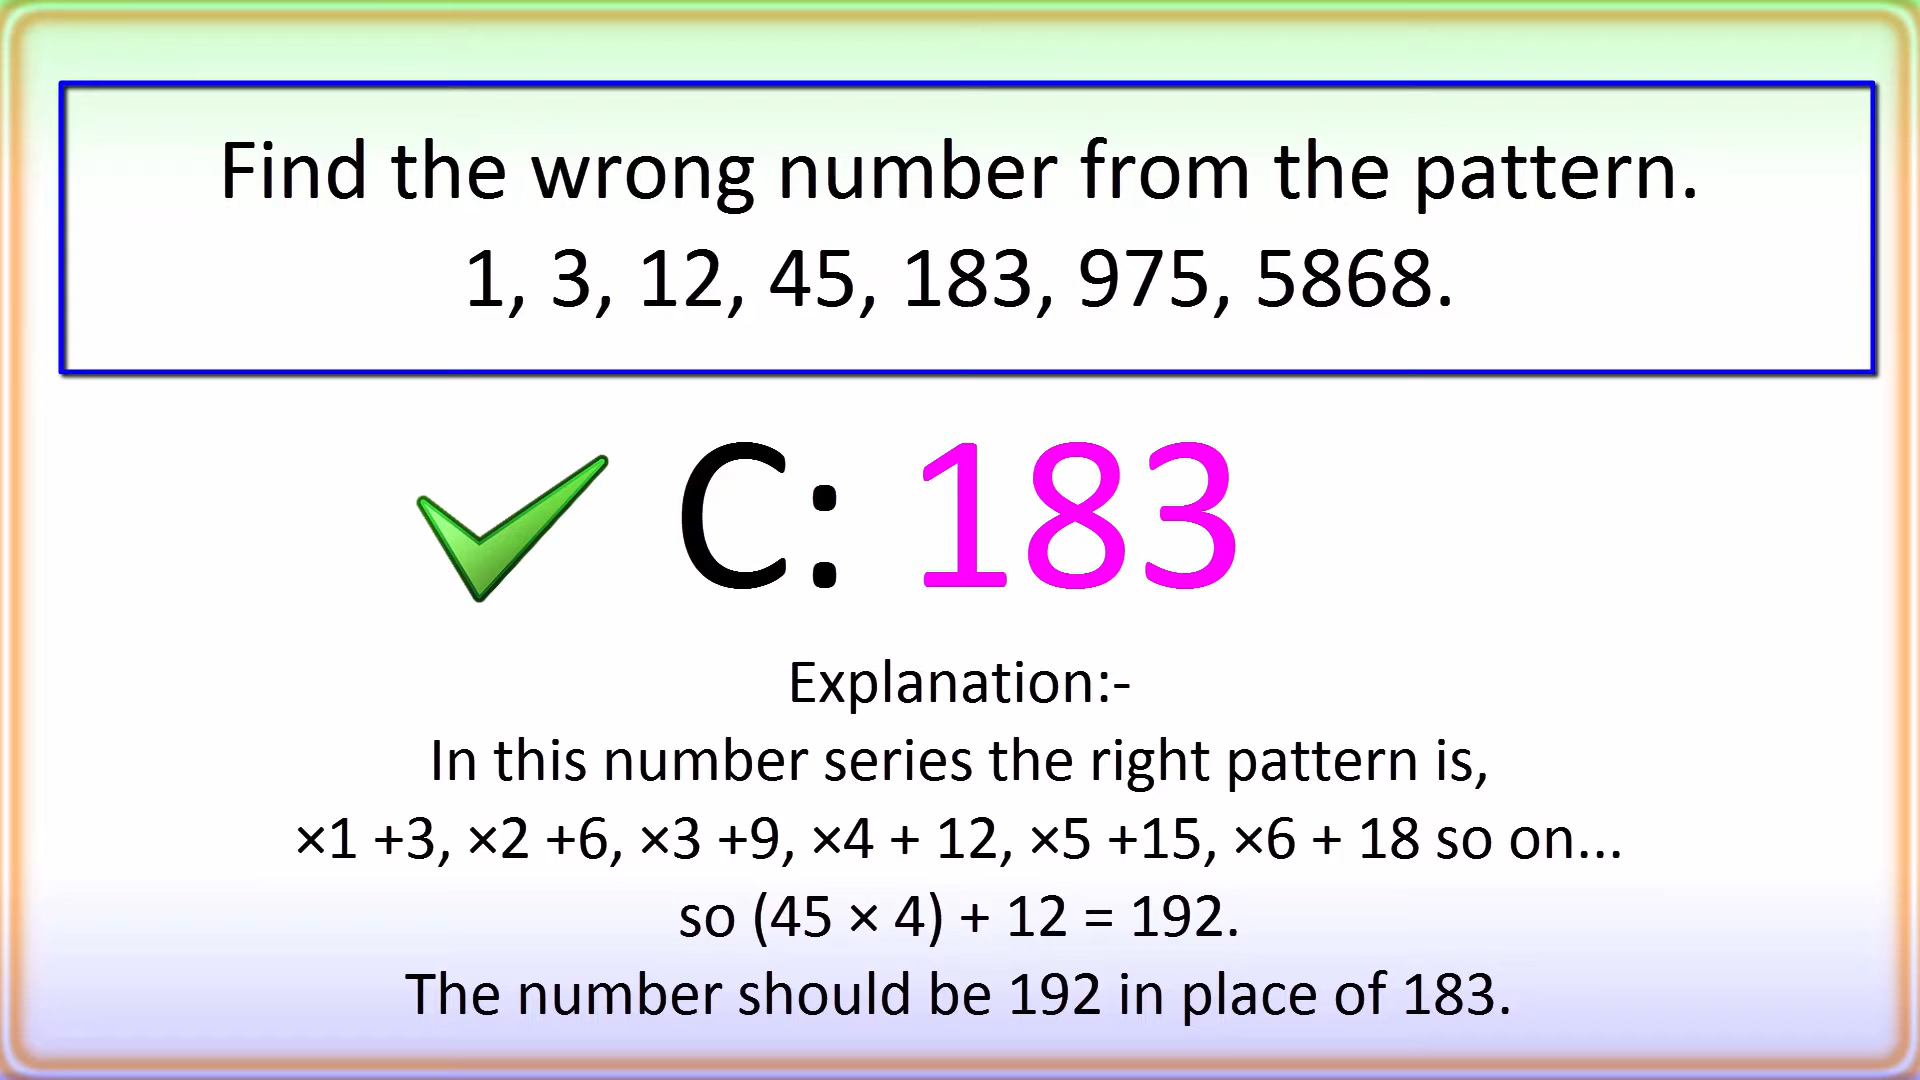 Find the wrong number from the pattern.
1, 3, 12, 45, 183, 975, 5868.
C: 183
Explanation:-
In this number series the right pattern is,
×1 +3, ×2 +6, ×3 +9, ×4 + 12, ×5 +15, ×6 + 18 so on...
so (45 × 4) + 12 = 192.
The number should be 192 in place of 183.